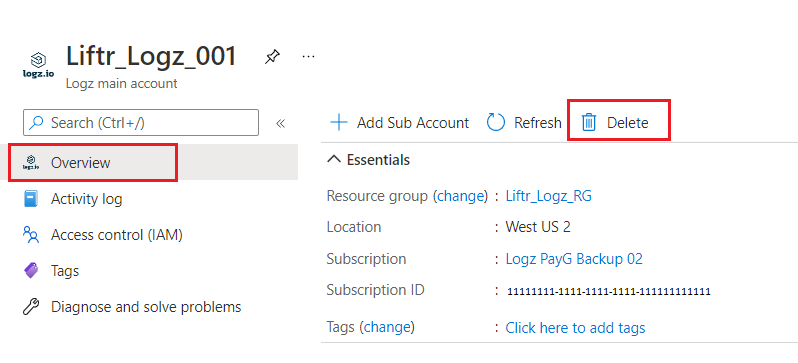 Liftr_Logz_001
...
logz.io
Logz main account
Search (Ctrl+/)
«
Add Sub Account
Refresh
Delete
logz.io
Overview
Essentials
Activity log
Resource group (change) : Liftr_Logz_RG
Location : West US 2
Access control (IAM)
Subscription : Logz PayG Backup 02
Tags
Subscription ID : 11111111-1111-1111-1111-111111111111
Diagnose and solve problems
Tags (change) : Click here to add tags